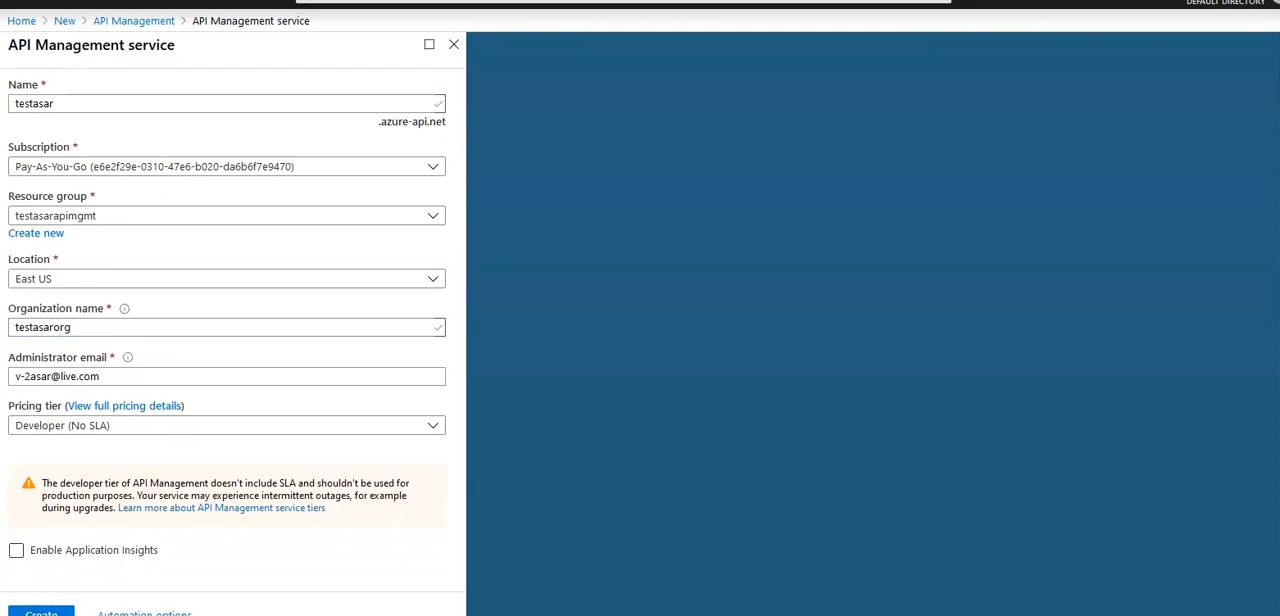 DEFAULT DIRECTORY
Home > New > API Management > API Management service
API Management service
Name *
testasar
.azure-api.net
Subscription *
Pay-As-You-Go (e6e2f29e-0310-47e6-b020-da6b6f7e9470)
Resource group *
testasarapimgmt
Create new
Location *
East US
Organization name *
testasarorg
Administrator email *
v-2asar@live.com
Pricing tier (View full pricing details)
Developer (No SLA)
The developer tier of API Management doesn't include SLA and shouldn't be used for
production purposes. Your service may experience intermittent outages, for example
during upgrades. Learn more about API Management service tiers
Enable Application Insights
Create Automation options